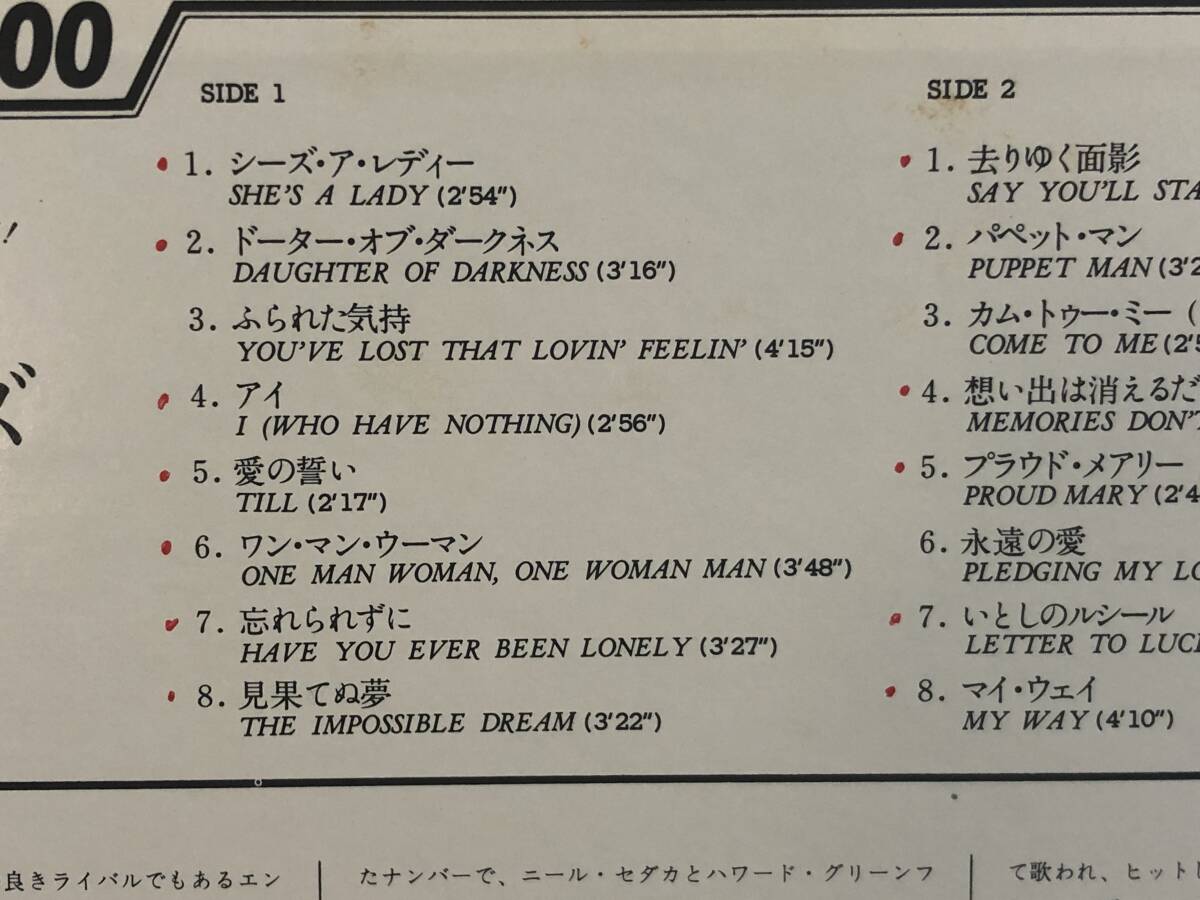 00
SIDE 1
1. シーズ・ア・レディー
SHE'S A LADY (2'54")
2. ドーター・オブ・ダークネス
DAUGHTER OF DARKNESS (3'16")
3. ふられた気持
YOU'VE LOST THAT LOVIN' FEELIN' (4'15")
4. アイ
I (WHO HAVE NOTHING) (2'56")
5. 愛の誓い
TILL (2'17")
6. ワン・マン・ウーマン
ONE MAN WOMAN, ONE WOMAN MAN (3'48")
7. 忘れられずに
HAVE YOU EVER BEEN LONELY (3'27")
8. 見果てぬ夢
THE IMPOSSIBLE DREAM (3'22")
SIDE 2
1. 去りゆく面影
SAY YOU'LL STA
2. パペット・マン
PUPPET MAN (3'2
3. カム・トゥー・ミー (
COME TO ME (2'5
4. 想い出は消えるだ
MEMORIES DON'T
5. プラウド・メアリー
PROUD MARY (2'4
6. 永遠の愛
PLEDGING MY LO
7. いとしのルシール
LETTER TO LUCI
8. マイ・ウェイ
MY WAY (4'10")
!
ズ
良きライバルでもあるエン
たナンバーで、ニール・セダカとハワード・グリーンフ
て歌われ、ヒットし